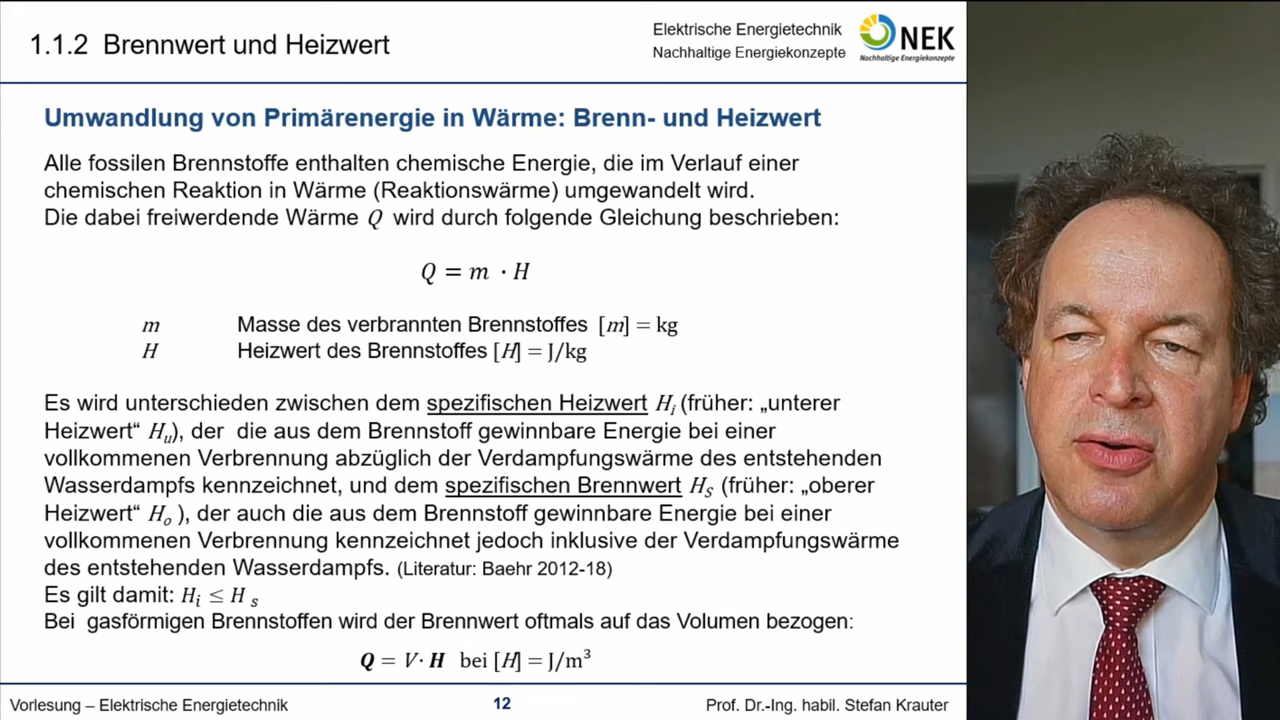 1.1.2 Brennwert und Heizwert
Elektrische Energietechnik
Nachhaltige Energiekonzepte
NEK
Nachhaltige Energiekonzepte
Umwandlung von Primärenergie in Wärme: Brenn- und Heizwert
Alle fossilen Brennstoffe enthalten chemische Energie, die im Verlauf einer
chemischen Reaktion in Wärme (Reaktionswärme) umgewandelt wird.
Die dabei freiwerdende Wärme Q wird durch folgende Gleichung beschrieben:
Q = m · H
m Masse des verbrannten Brennstoffes [m] = kg
H Heizwert des Brennstoffes [H] = J/kg
Es wird unterschieden zwischen dem spezifischen Heizwert Hᵢ (früher: „unterer
Heizwert“ Hᵤ), der die aus dem Brennstoff gewinnbare Energie bei einer
vollkommenen Verbrennung abzüglich der Verdampfungswärme des entstehenden
Wasserdampfs kennzeichnet, und dem spezifischen Brennwert Hₛ (früher: „oberer
Heizwert“ Hₒ ), der auch die aus dem Brennstoff gewinnbare Energie bei einer
vollkommenen Verbrennung kennzeichnet jedoch inklusive der Verdampfungswärme
des entstehenden Wasserdampfs. (Literatur: Baehr 2012-18)
Es gilt damit: Hᵢ ≤ H ₛ
Bei gasförmigen Brennstoffen wird der Brennwert oftmals auf das Volumen bezogen:
Q = V· H bei [H] = J/m³
Vorlesung – Elektrische Energietechnik
12
Prof. Dr.-Ing. habil. Stefan Krauter